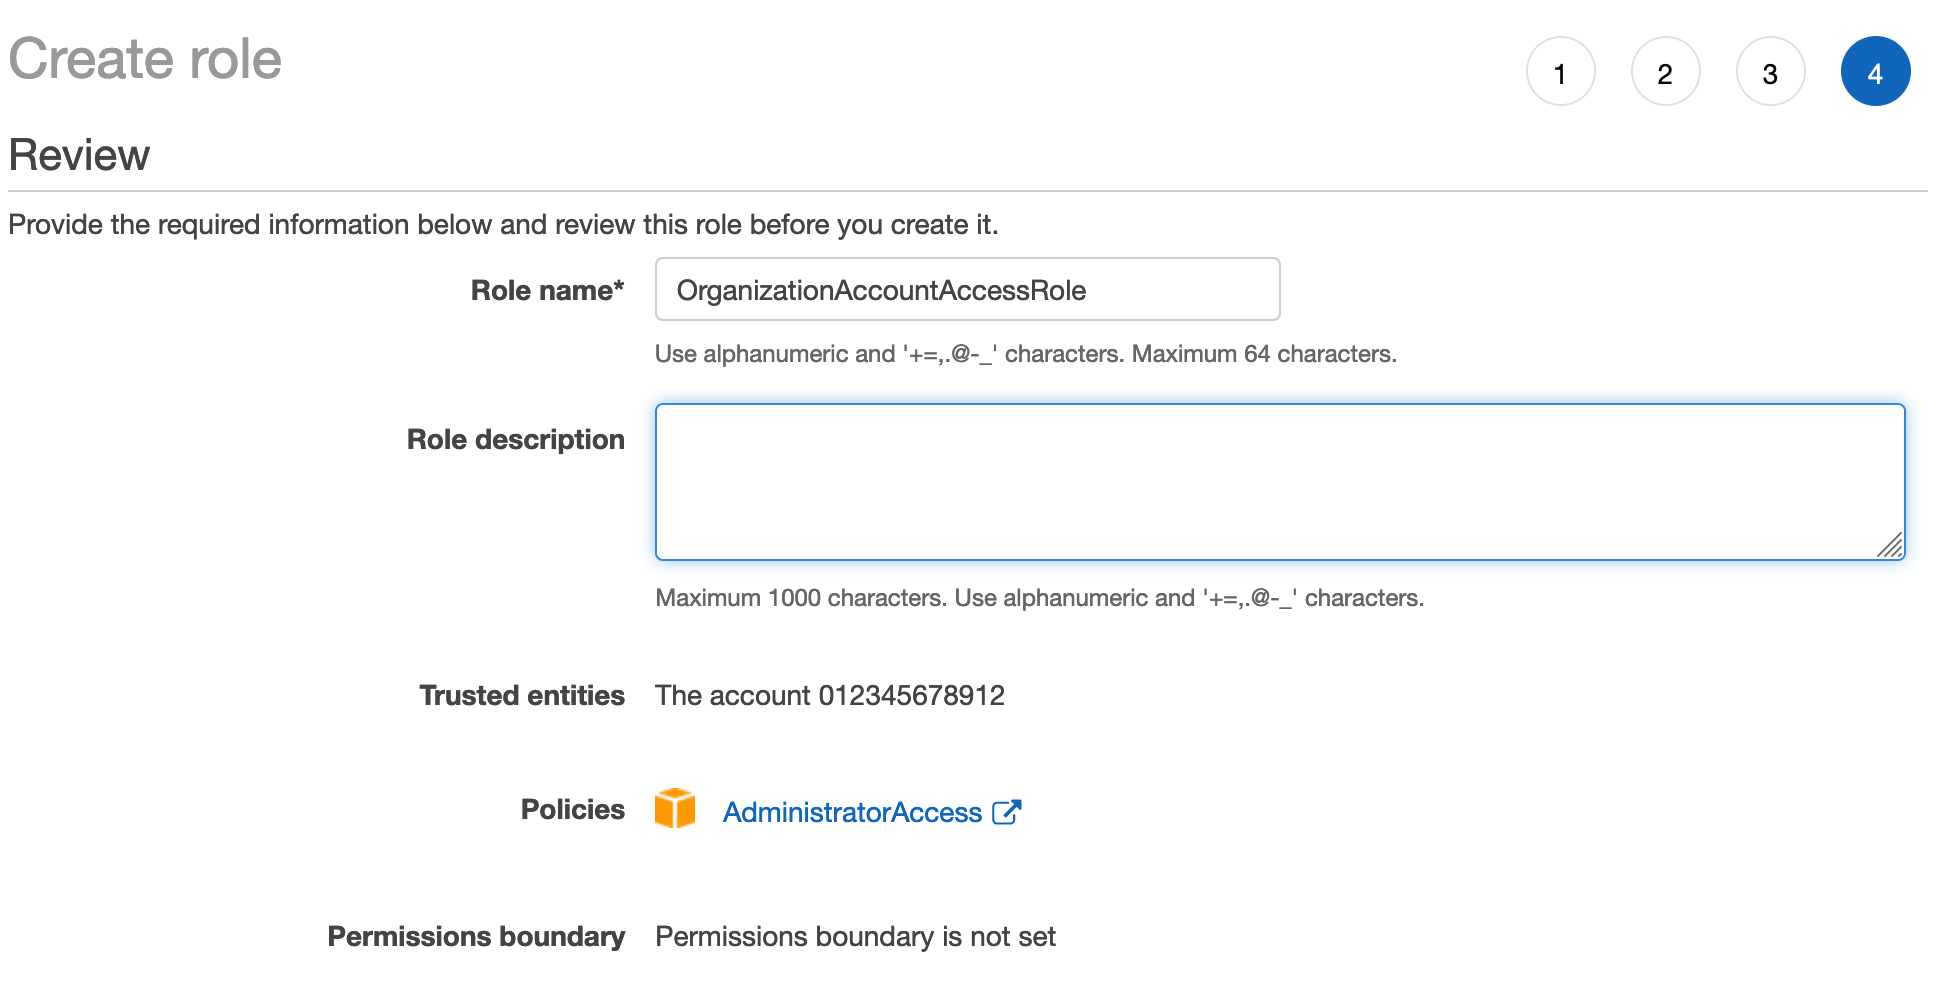 Create role
1 2 3 4
Review
Provide the required information below and review this role before you create it.
Role name* OrganizationAccountAccessRole
Use alphanumeric and '+=,.@-_' characters. Maximum 64 characters.
Role description
Maximum 1000 characters. Use alphanumeric and '+=,.@-_' characters.
Trusted entities The account 012345678912
Policies AdministratorAccess
Permissions boundary Permissions boundary is not set